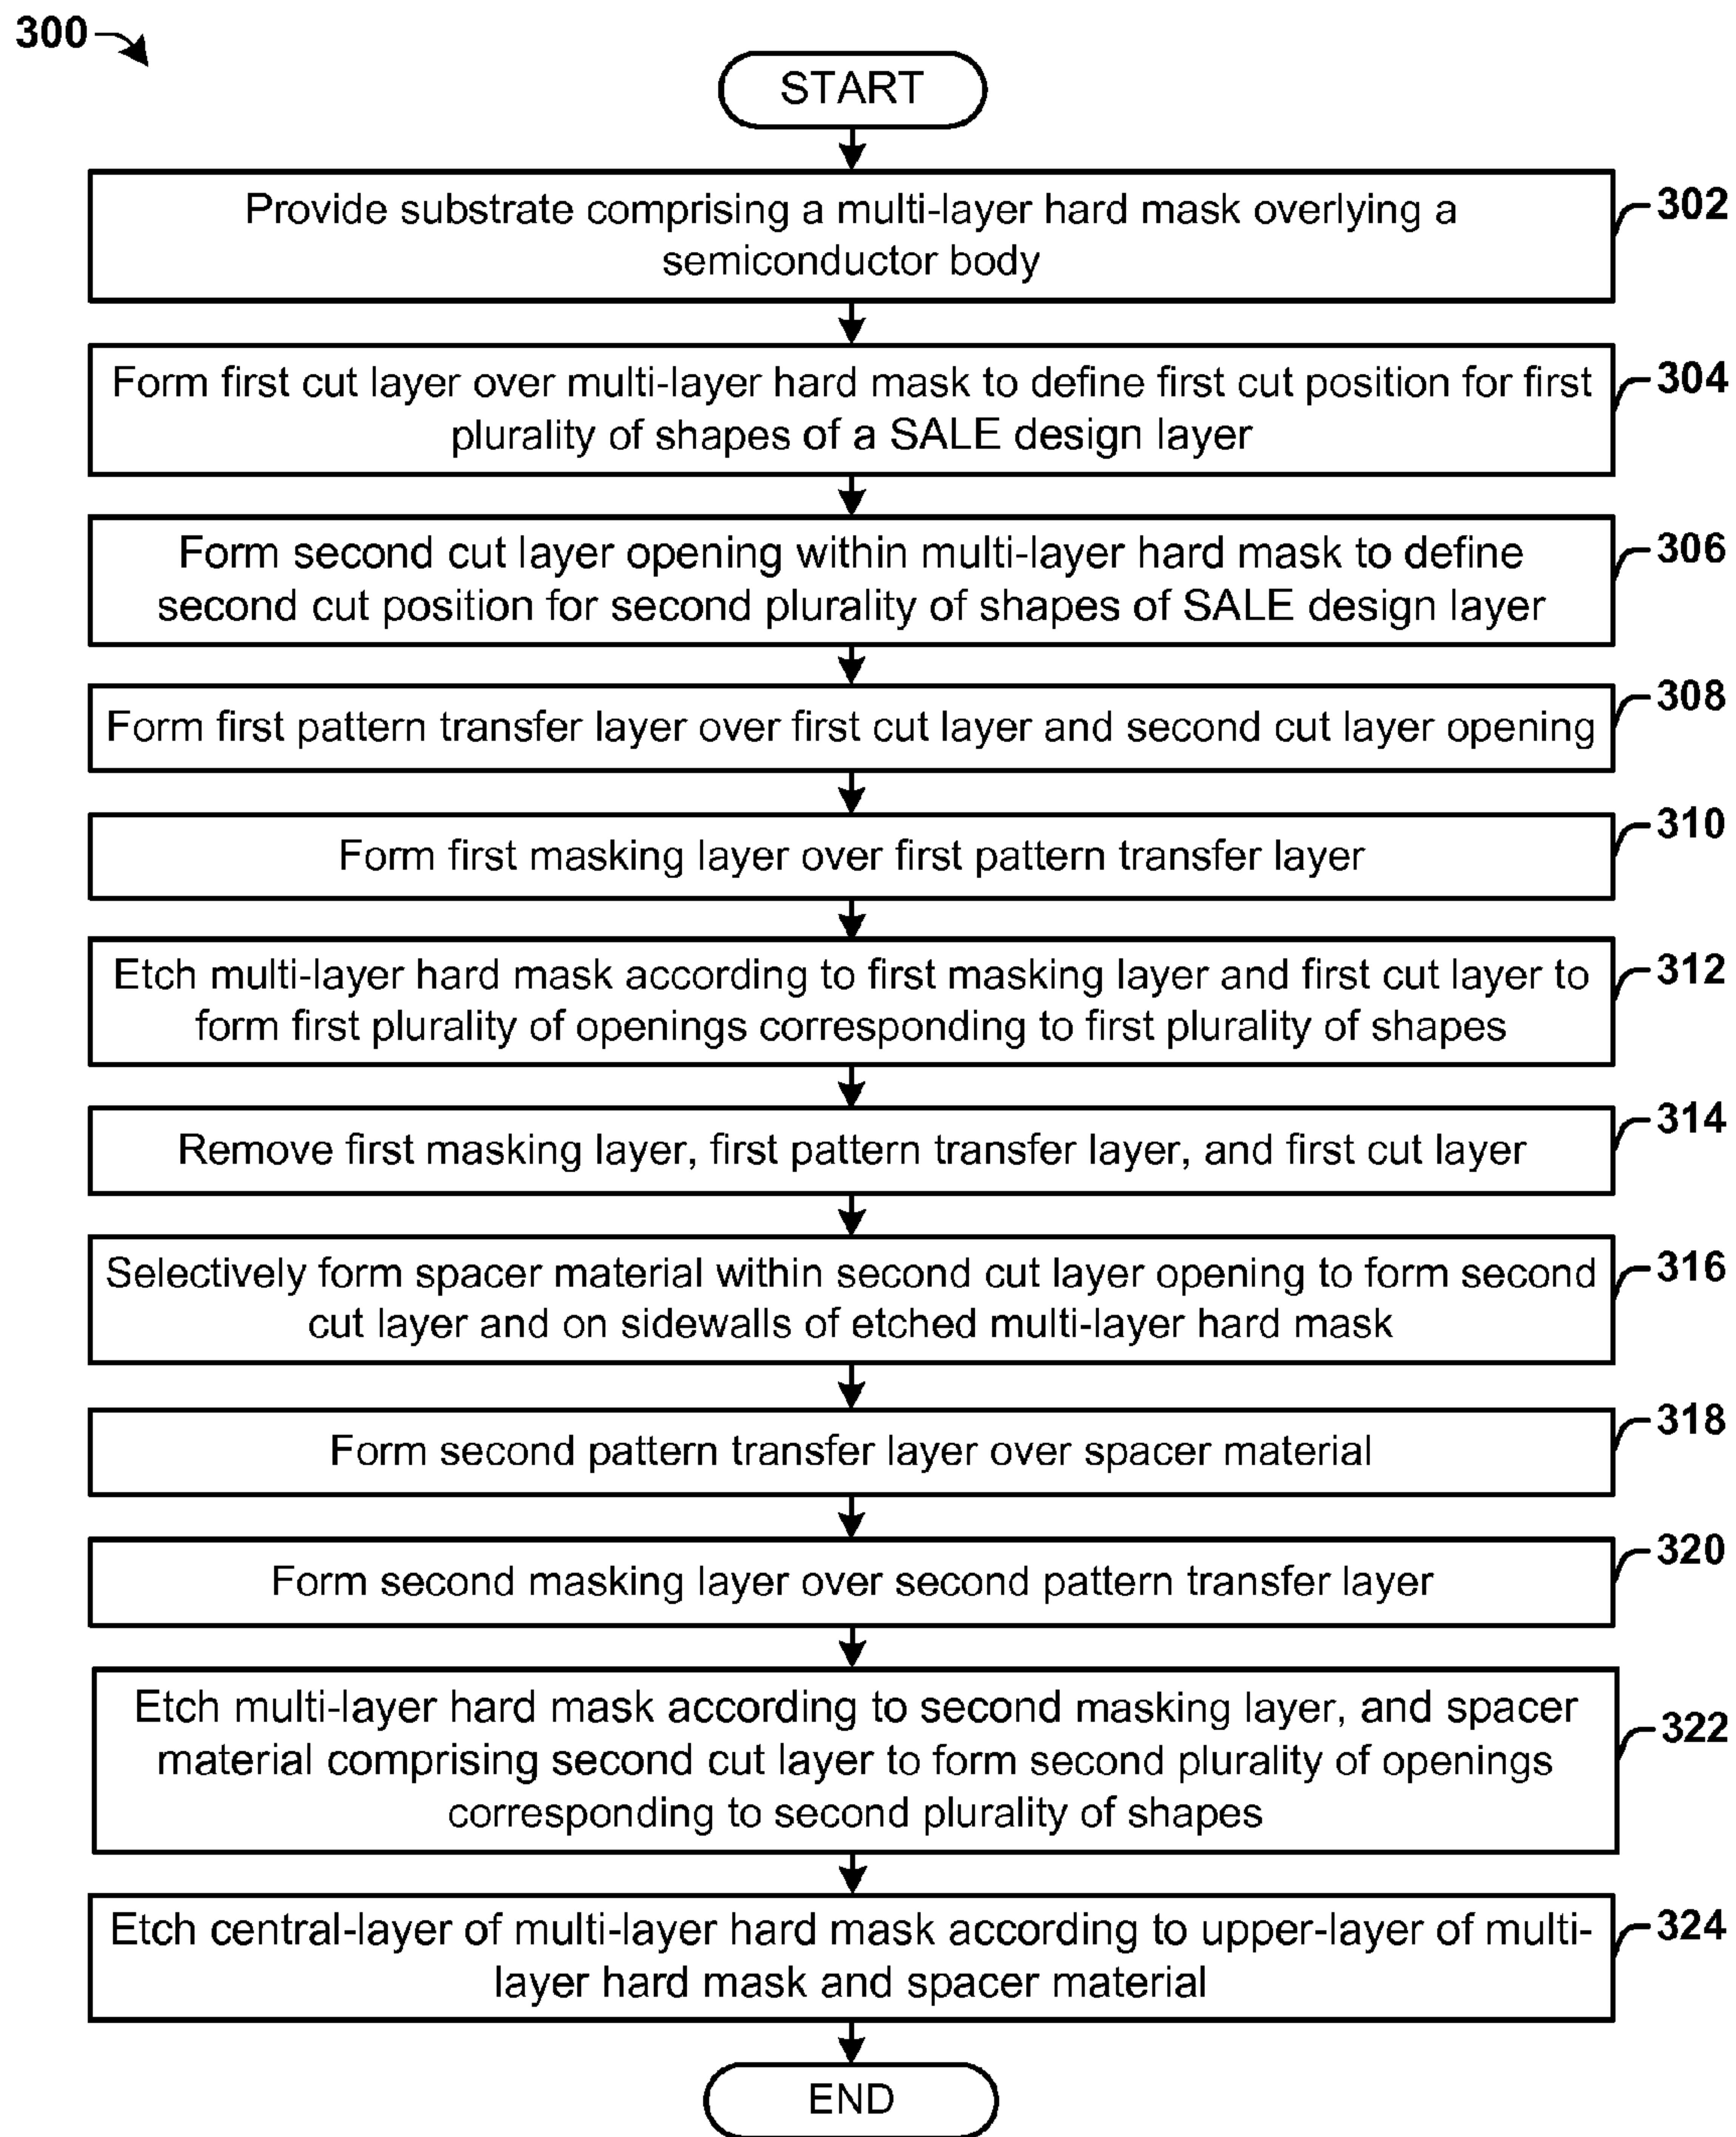 300
START
Provide substrate comprising a multi-layer hard mask overlying a
semiconductor body
302
Form first cut layer over multi-layer hard mask to define first cut position for first
plurality of shapes of a SALE design layer
304
Form second cut layer opening within multi-layer hard mask to define
second cut position for second plurality of shapes of SALE design layer
306
Form first pattern transfer layer over first cut layer and second cut layer opening
308
Form first masking layer over first pattern transfer layer
310
Etch multi-layer hard mask according to first masking layer and first cut layer to
form first plurality of openings corresponding to first plurality of shapes
312
Remove first masking layer, first pattern transfer layer, and first cut layer
314
Selectively form spacer material within second cut layer opening to form second
cut layer and on sidewalls of etched multi-layer hard mask
316
Form second pattern transfer layer over spacer material
318
Form second masking layer over second pattern transfer layer
320
Etch multi-layer hard mask according to second masking layer, and spacer
material comprising second cut layer to form second plurality of openings
corresponding to second plurality of shapes
322
Etch central-layer of multi-layer hard mask according to upper-layer of multi-
layer hard mask and spacer material
324
END